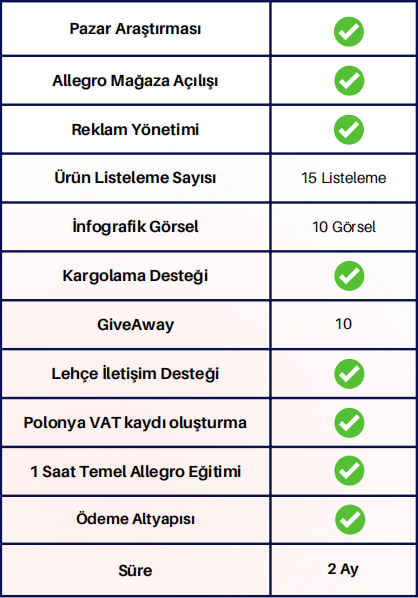 Pazar Araştırması
Allegro Mağaza Açılışı
Reklam Yönetimi
Ürün Listeleme Sayısı 15 Listeleme
İnfografik Görsel 10 Görsel
Kargolama Desteği
GiveAway 10
Lehçe İletişim Desteği
Polonya VAT kaydı oluşturma
1 Saat Temel Allegro Eğitimi
Ödeme Altyapısı
Süre 2 Ay